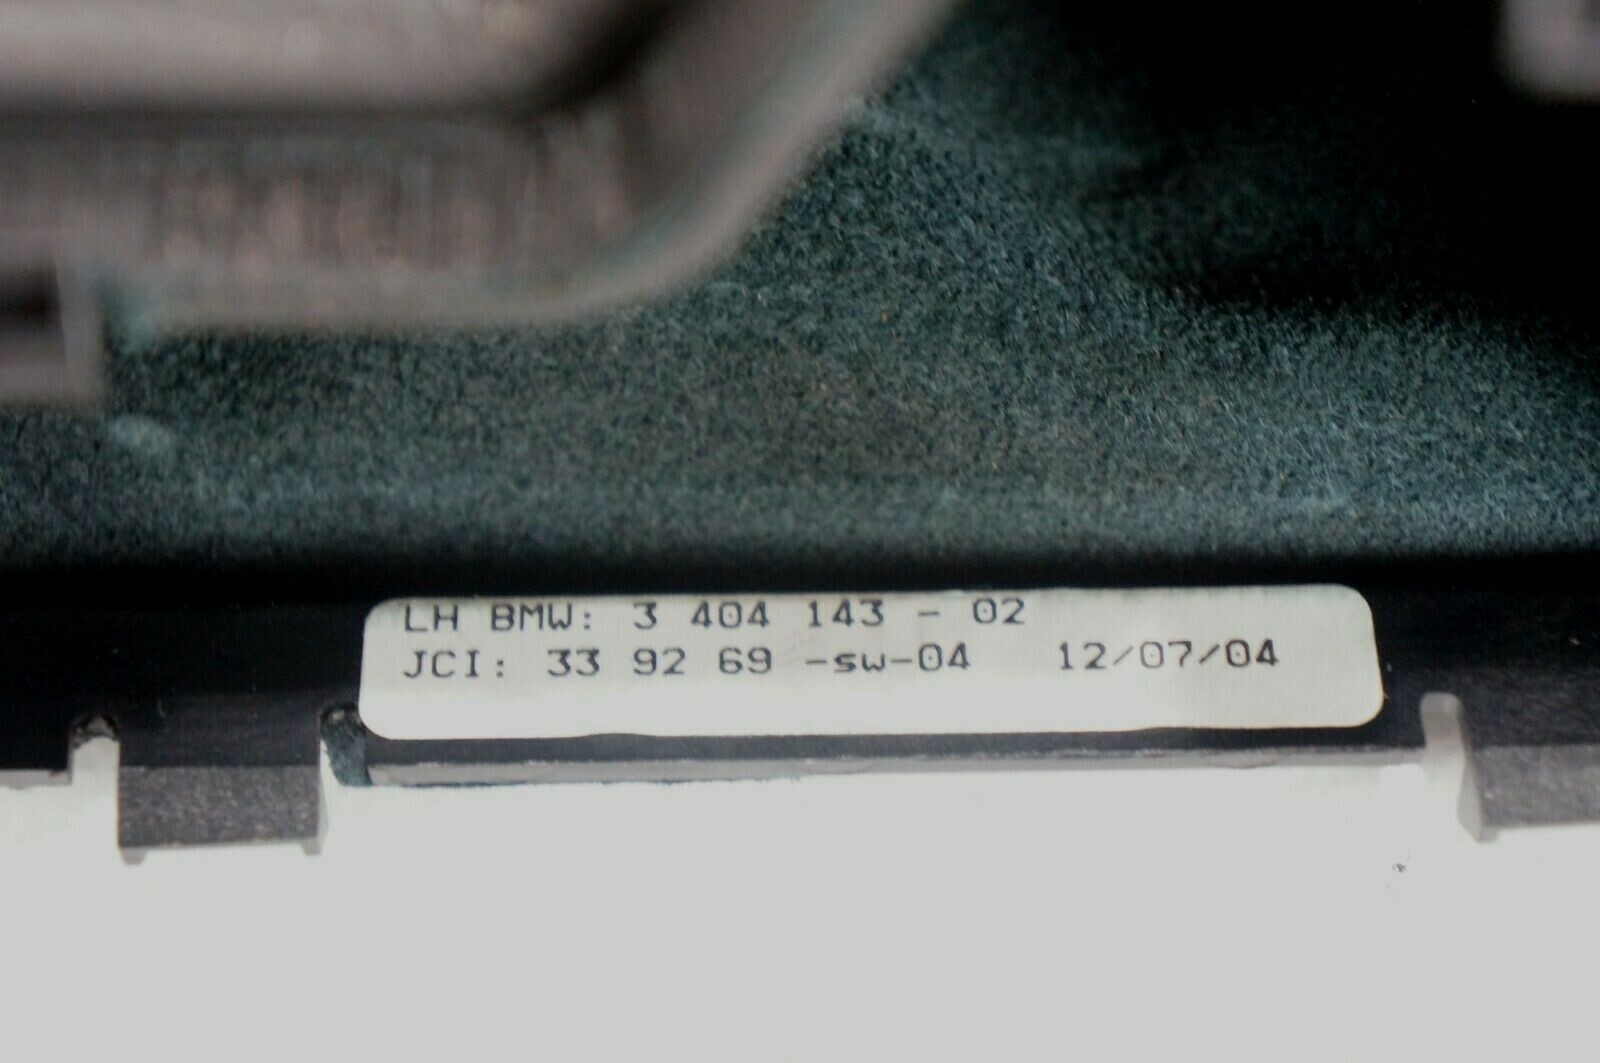 LH BMW: 3 404 143 - 02
JCI: 33 92 69 -sw-04 12/07/04